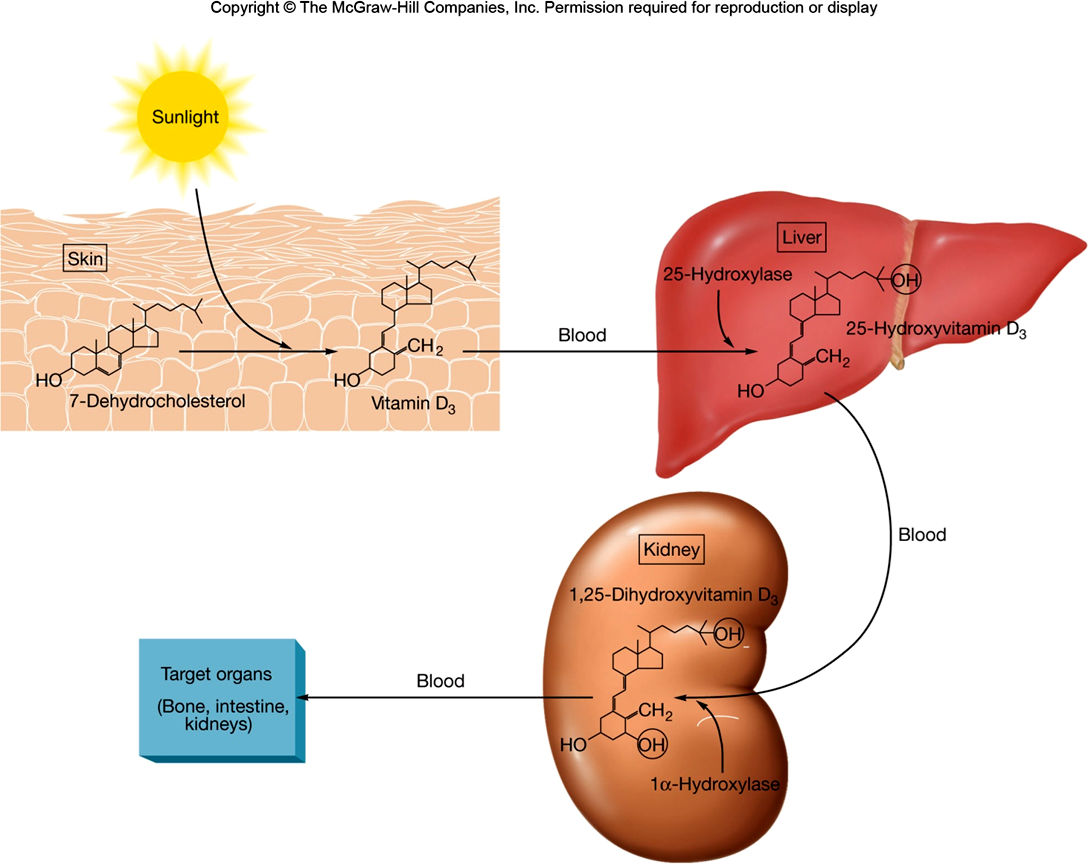 Copyright © The McGraw-Hill Companies, Inc. Permission required for reproduction or display
Sunlight
Skin
HO
7-Dehydrocholesterol
CH₂
HO
Vitamin D₃
Blood
Liver
25-Hydroxylase
OH
25-Hydroxyvitamin D₃
CH₂
HO
Blood
Kidney
1,25-Dihydroxyvitamin D₃
OH
CH₂
HO
OH
1α-Hydroxylase
Blood
Target organs
(Bone, intestine,
kidneys)